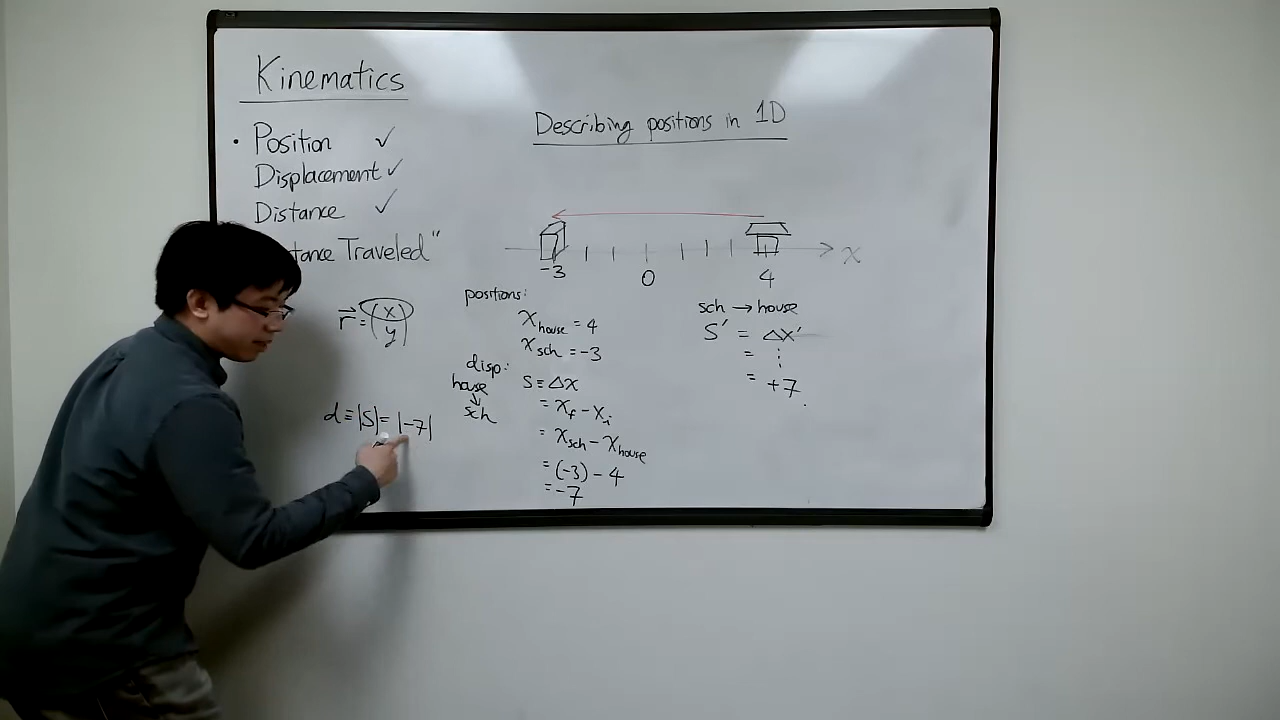 Kinematics
• Position ✓
Displacement ✓
Distance ✓
tance Traveled"
r⃗ = (x y)
d ≡ |S| = |-7|
Describing positions in 1D
-3 0 4 x
positions:
x_house = 4
x_sch = -3
disp:
house ↓ sch
S ≡ Δx
= x_f - x_i
= x_sch - x_house
= (-3) - 4
= -7
sch → house
S' = Δx'
= ⋮
= +7